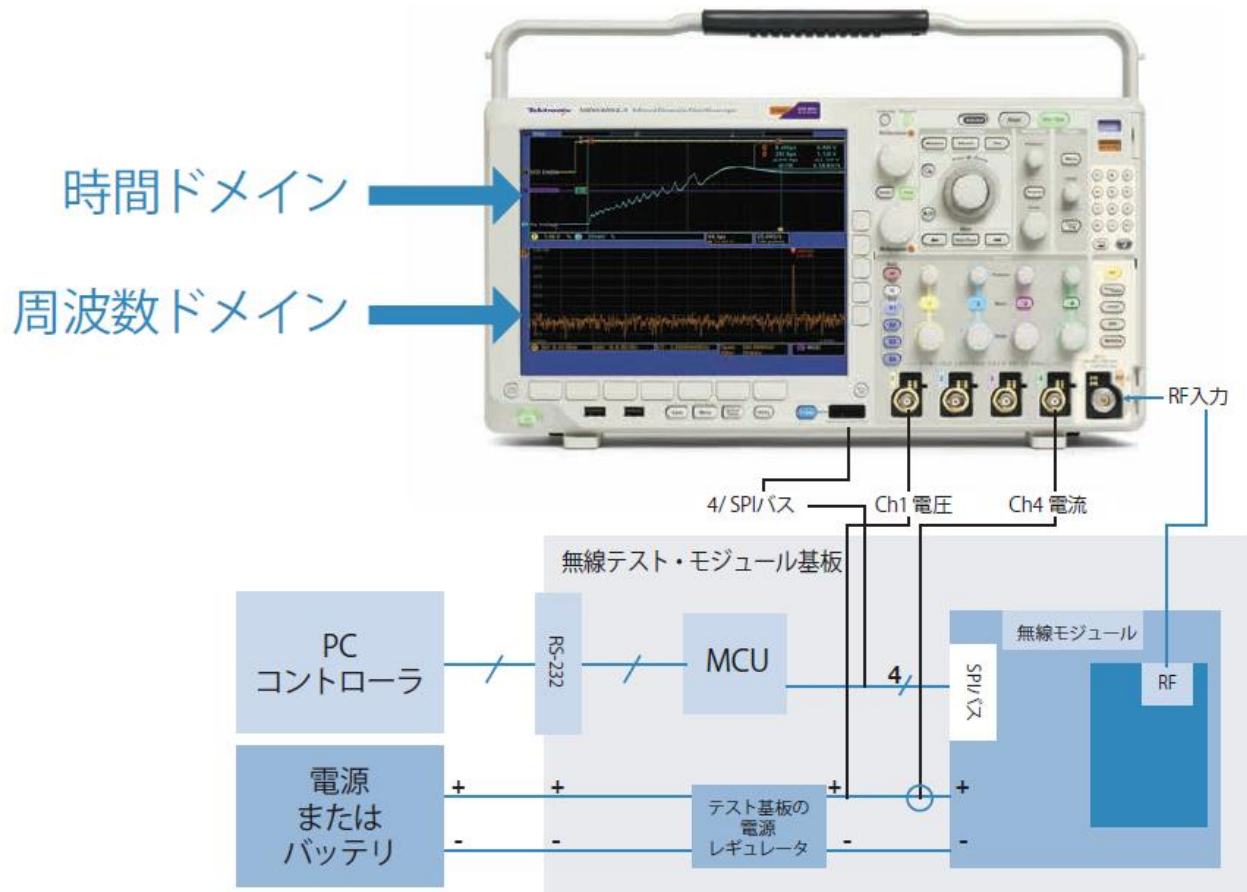 Tektronix
時間ドメイン
周波数ドメイン
RF入力
4/ SPIバス
Ch1 電圧
Ch4 電流
無線テスト・モジュール基板
PC
コントローラ
RS-232
MCU
4
SPIバス
無線モジュール
RF
電源
または
バッテリ
+
-
+
-
テスト基板の
電源
レギュレータ
+
-
+
-